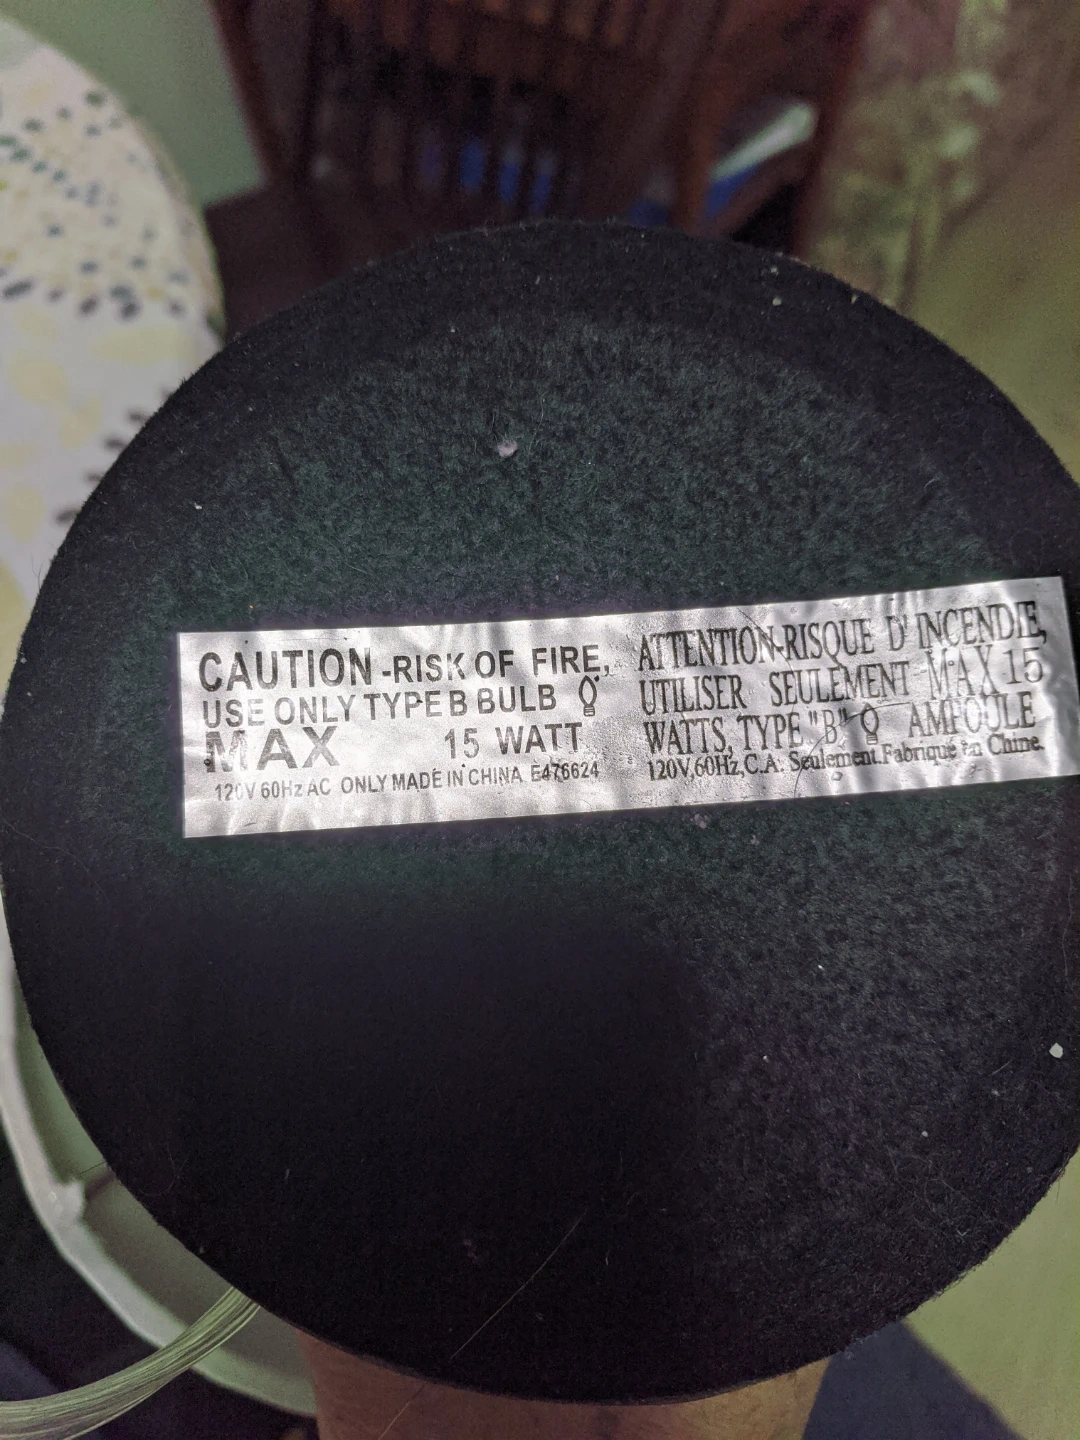 CAUTION -RISK OF FIRE,
USE ONLY TYPE B BULB
MAX 15 WATT
120V 60Hz AC ONLY MADE IN CHINA E476624
ATTENTION-RISQUE D' INCENDIE,
UTILISER SEULEMENT MAX 15
WATTS, TYPE "B" AMPOULE
120V,60Hz,C.A. Seulement.Fabrique en Chine.